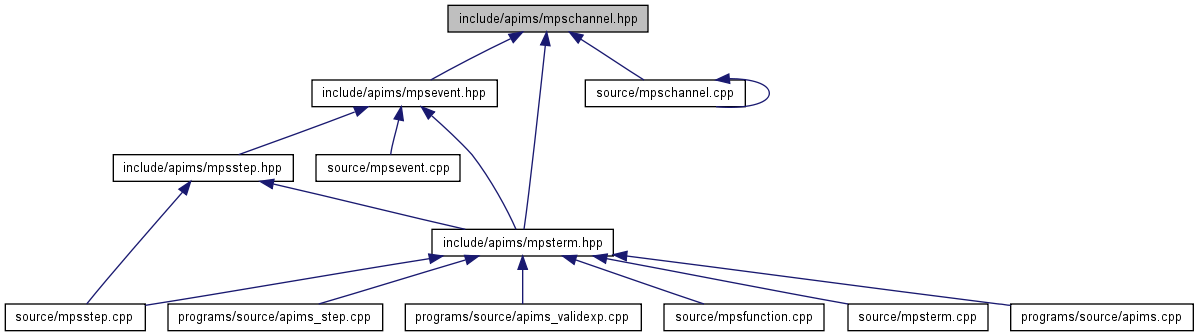 include/apims/mpschannel.hpp
include/apims/mpsevent.hpp
source/mpschannel.cpp
include/apims/mpsstep.hpp
source/mpsevent.cpp
include/apims/mpsterm.hpp
source/mpsstep.cpp
programs/source/apims_step.cpp
programs/source/apims_validexp.cpp
source/mpsfunction.cpp
source/mpsterm.cpp
programs/source/apims.cpp